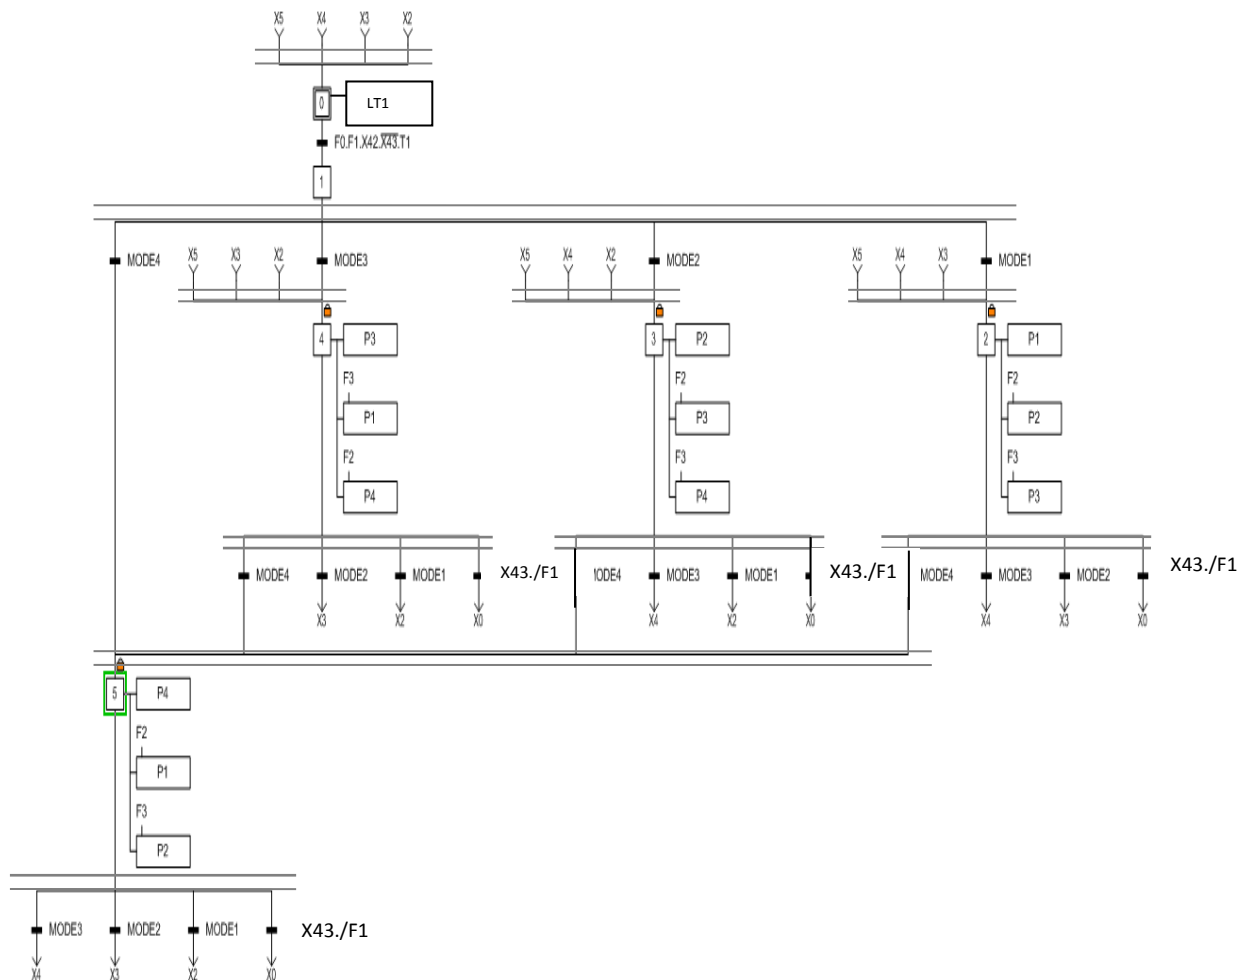 X5 X4 X3 X2
0 LT1
F0.F1.X42.X̅4̅3̅.T1
1
MODE4 X5 X3 X2 MODE3 X5 X4 X2 MODE2 X5 X4 X3 MODE1
4 P3 3 P2 2 P1
F3 F2 F2
P1 P3 P2
F2 F3 F3
P4 P4 P3
MODE4 MODE2 MODE1 X43./F1 MODE3 MODE1 X43./F1 MODE4 MODE3 MODE2 X43./F1
X3 X2 X0 X4 X2 X0 X4 X3 X0
5 P4
F2
P1
F3
P2
MODE3 MODE2 MODE1 X43./F1
X4 X3 X2 X0